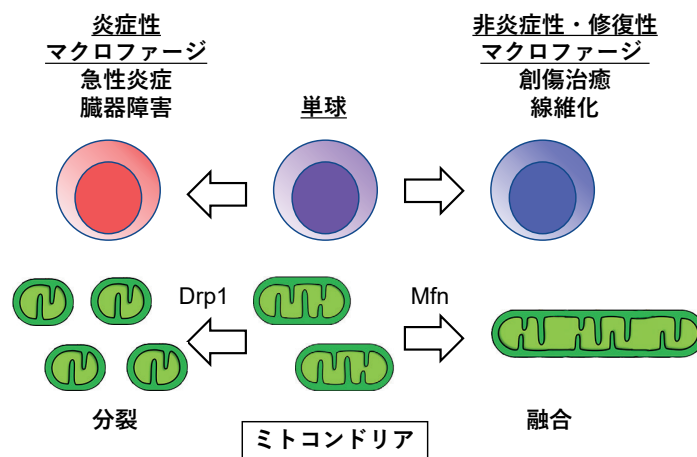 炎症性
マクロファージ
急性炎症
臓器障害
単球
非炎症性・修復性
マクロファージ
創傷治癒
線維化
Drp1
Mfn
分裂
融合
ミトコンドリア